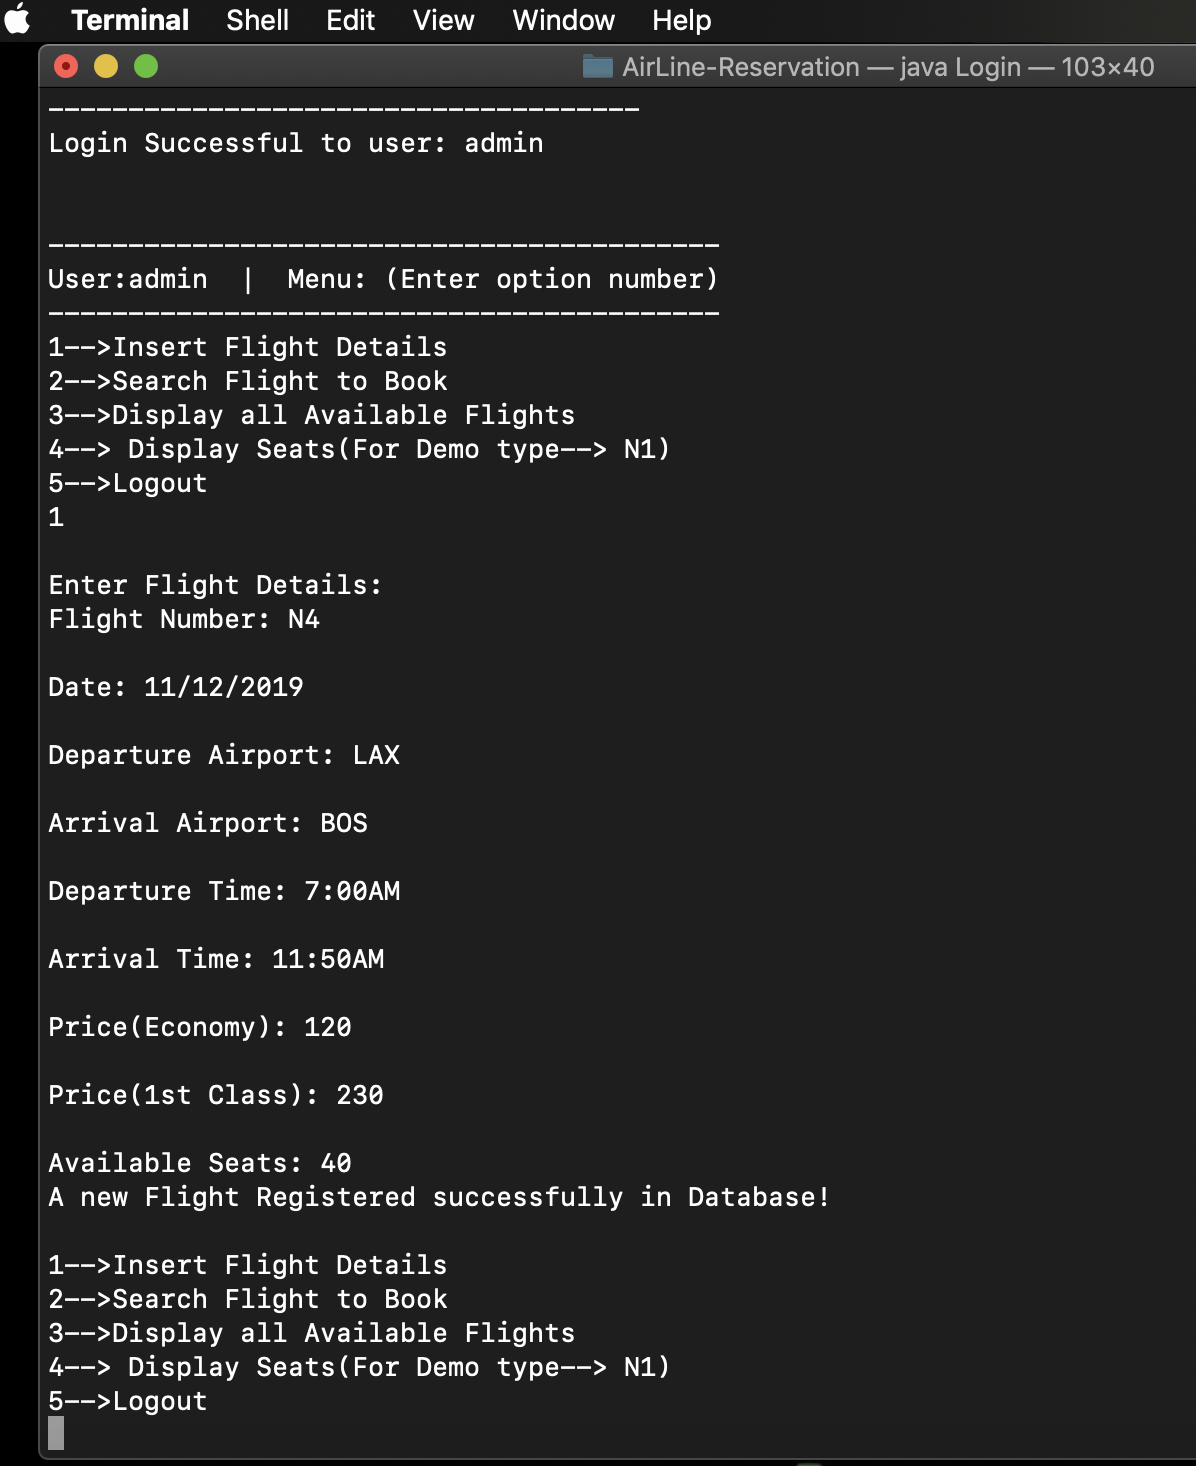 Terminal Shell Edit View Window Help
AirLine-Reservation — java Login — 103×40
-------------------------------------
Login Successful to user: admin
------------------------------------------
User:admin  |  Menu: (Enter option number)
------------------------------------------
1-->Insert Flight Details
2-->Search Flight to Book
3-->Display all Available Flights
4--> Display Seats(For Demo type--> N1)
5-->Logout
1
Enter Flight Details:
Flight Number: N4
Date: 11/12/2019
Departure Airport: LAX
Arrival Airport: BOS
Departure Time: 7:00AM
Arrival Time: 11:50AM
Price(Economy): 120
Price(1st Class): 230
Available Seats: 40
A new Flight Registered successfully in Database!
1-->Insert Flight Details
2-->Search Flight to Book
3-->Display all Available Flights
4--> Display Seats(For Demo type--> N1)
5-->Logout